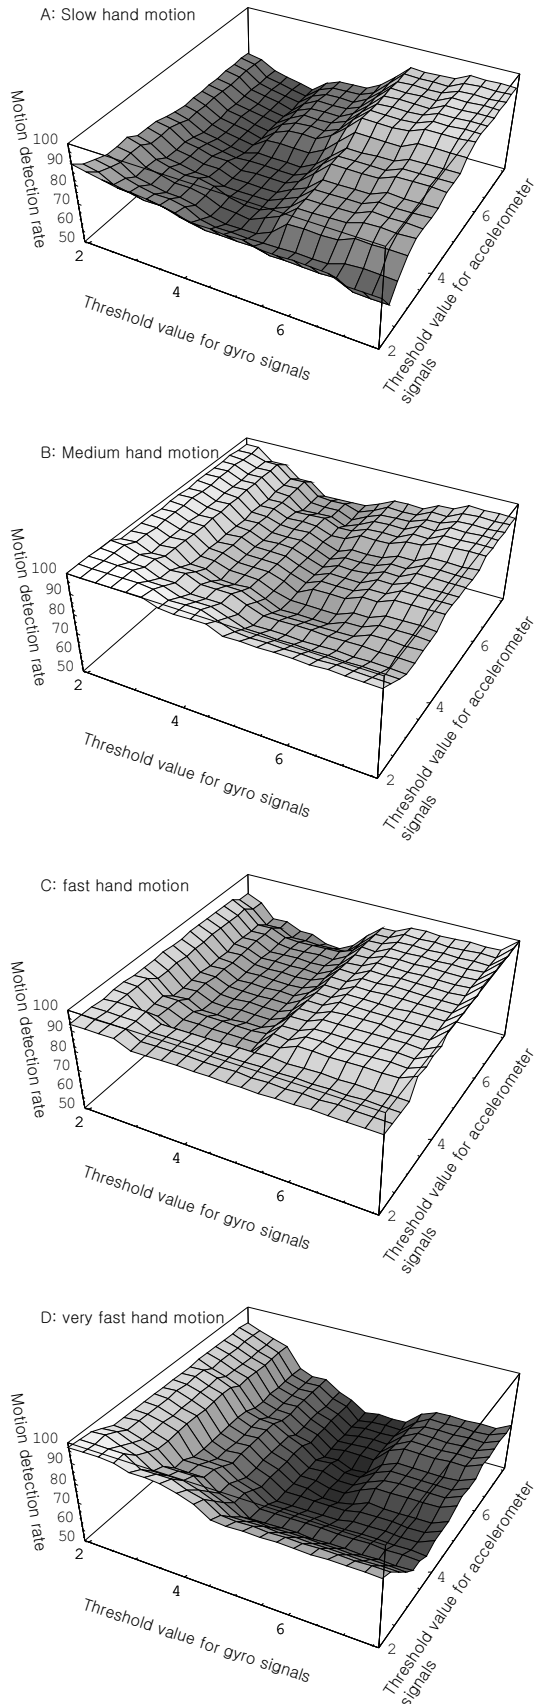 A: Slow hand motion
Motion detection rate
100
90
80
70
60
50
2
4
6
Threshold value for gyro signals
2
4
6
Threshold value for accelerometer
signals
B: Medium hand motion
Motion detection rate
100
90
80
70
60
50
2
4
6
Threshold value for gyro signals
2
4
6
Threshold value for accelerometer
signals
C: fast hand motion
Motion detection rate
100
90
80
70
60
50
2
4
6
Threshold value for gyro signals
2
4
6
Threshold value for accelerometer
signals
D: very fast hand motion
Motion detection rate
100
90
80
70
60
50
2
4
6
Threshold value for gyro signals
2
4
6
Threshold value for accelerometer
signals